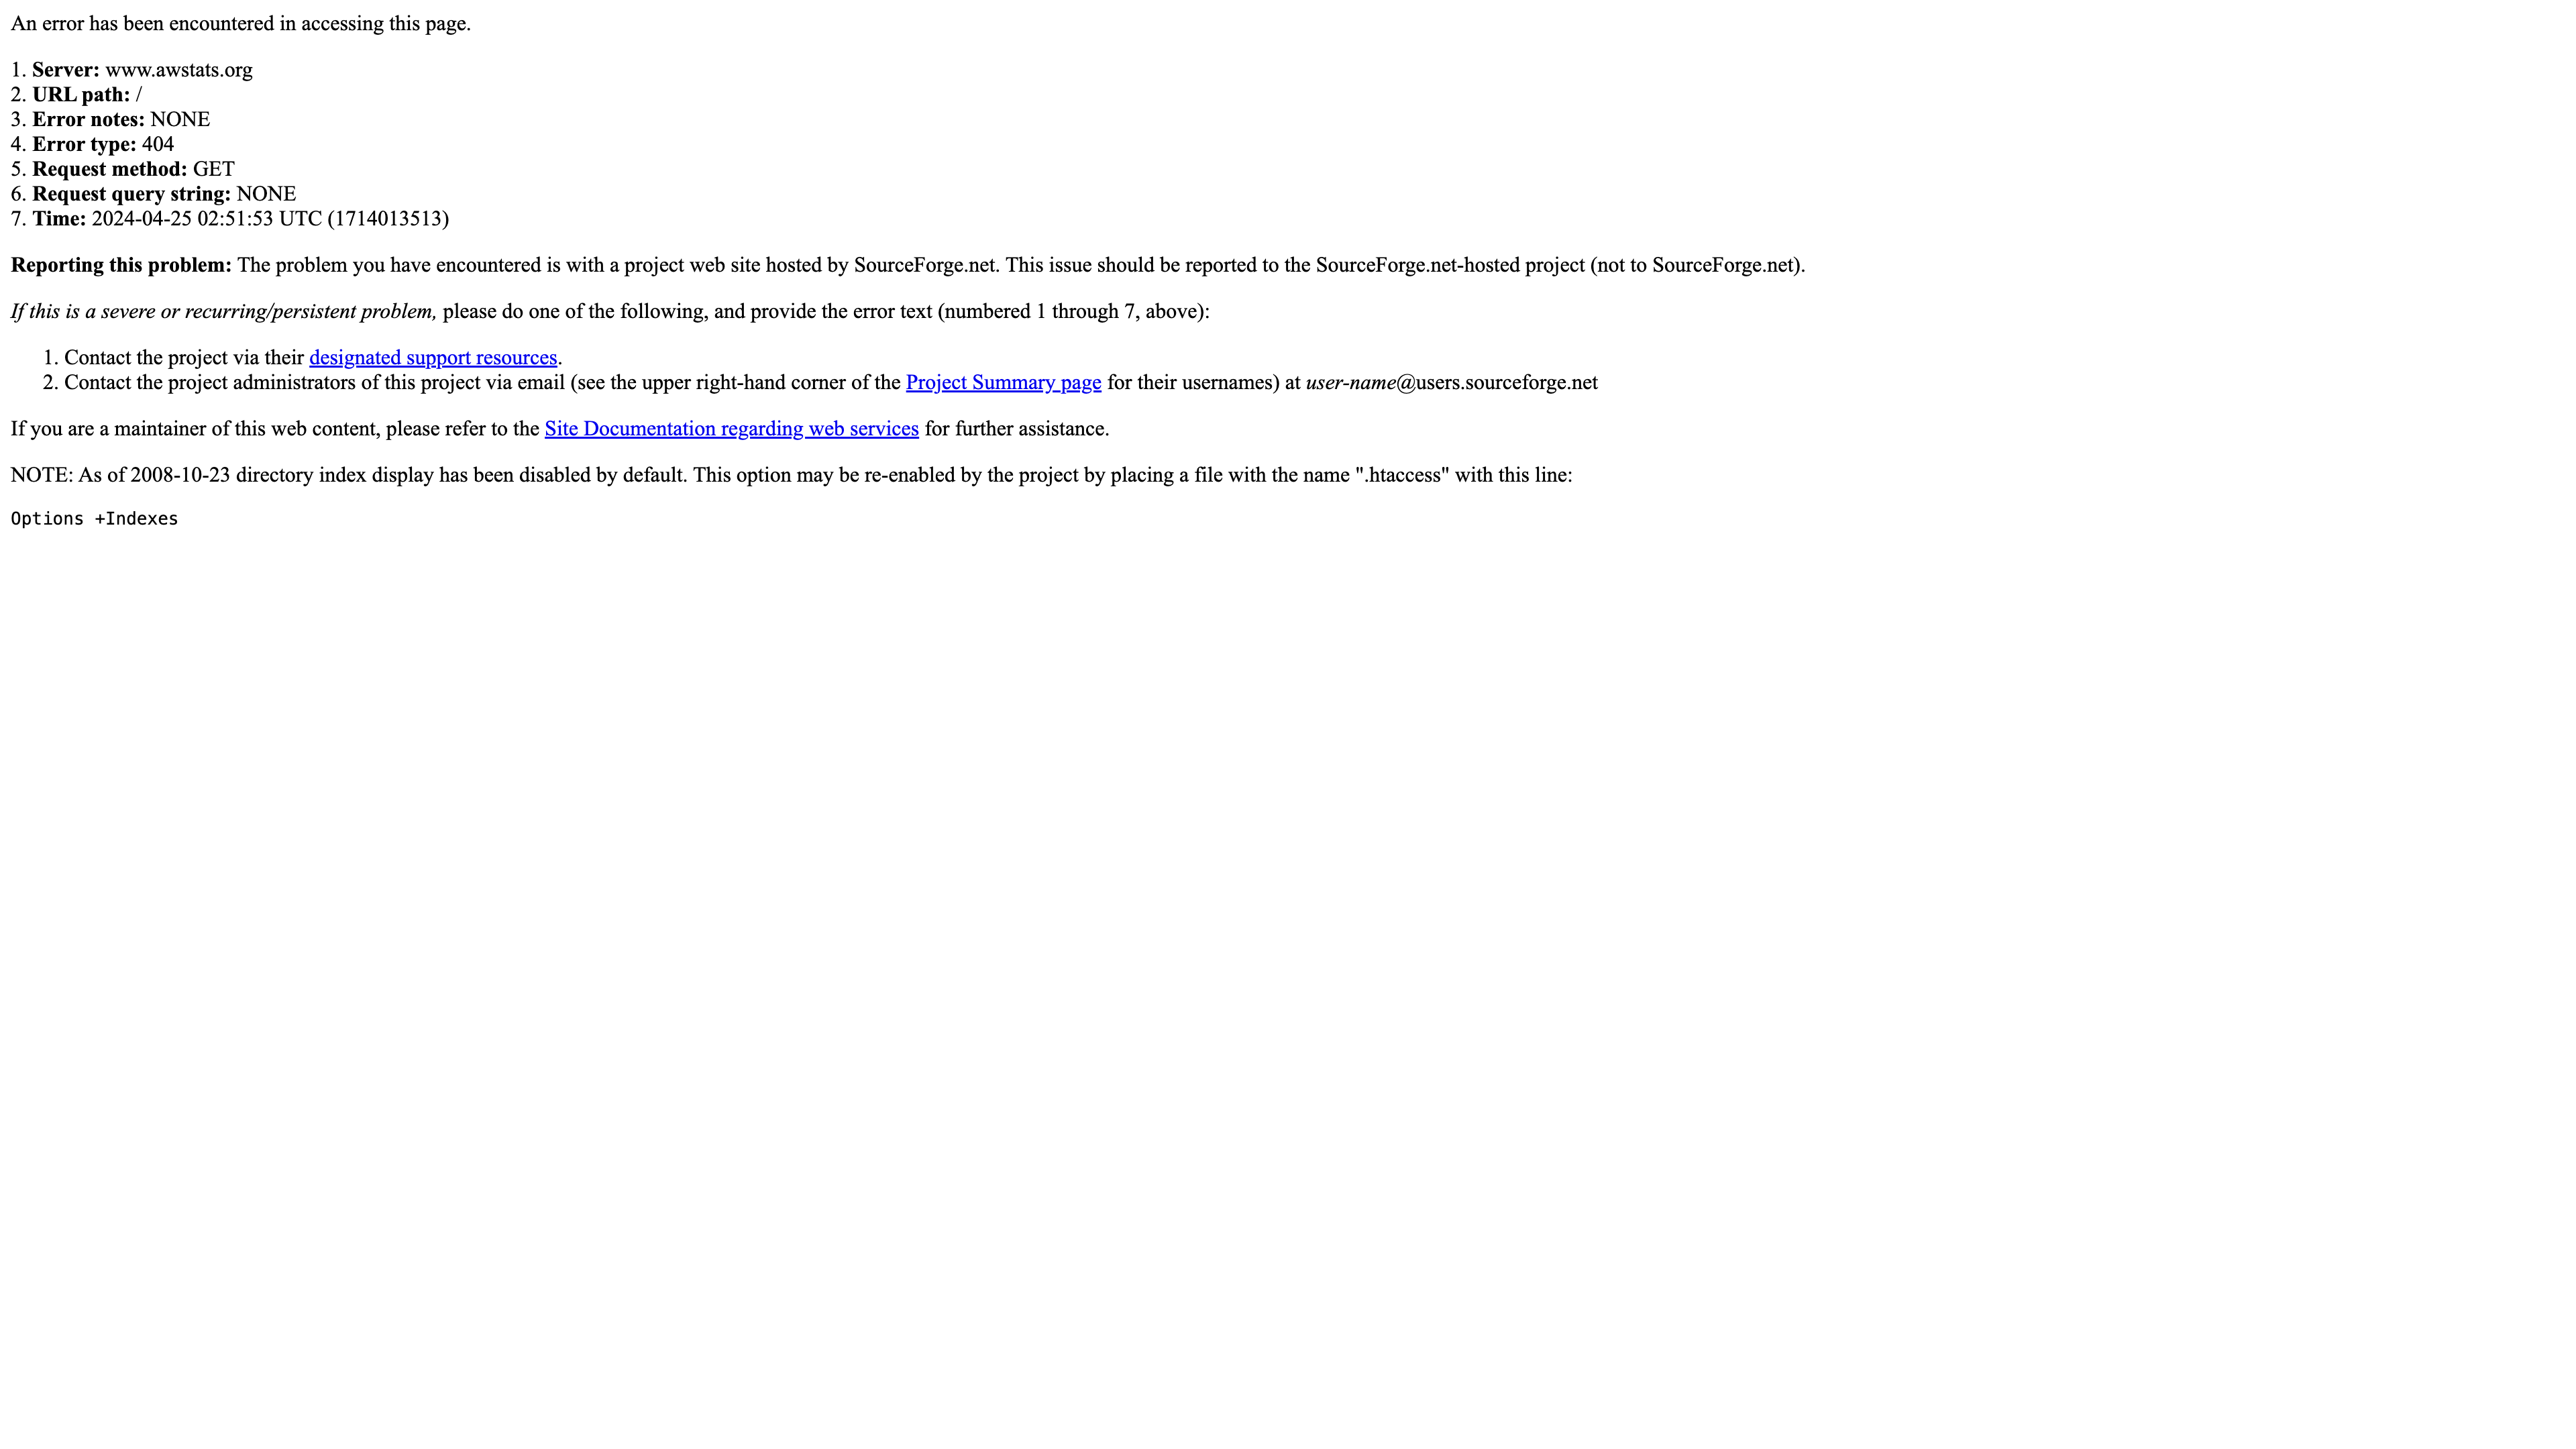 An error has been encountered in accessing this page.
1. Server: www.awstats.org
2. URL path: /
3. Error notes: NONE
4. Error type: 404
5. Request method: GET
6. Request query string: NONE
7. Time: 2024-04-25 02:51:53 UTC (1714013513)
Reporting this problem: The problem you have encountered is with a project web site hosted by SourceForge.net. This issue should be reported to the SourceForge.net-hosted project (not to SourceForge.net).
If this is a severe or recurring/persistent problem, please do one of the following, and provide the error text (numbered 1 through 7, above):
1. Contact the project via their designated support resources.
2. Contact the project administrators of this project via email (see the upper right-hand corner of the Project Summary page for their usernames) at user-name@users.sourceforge.net
If you are a maintainer of this web content, please refer to the Site Documentation regarding web services for further assistance.
NOTE: As of 2008-10-23 directory index display has been disabled by default. This option may be re-enabled by the project by placing a file with the name ".htaccess" with this line:
Options +Indexes